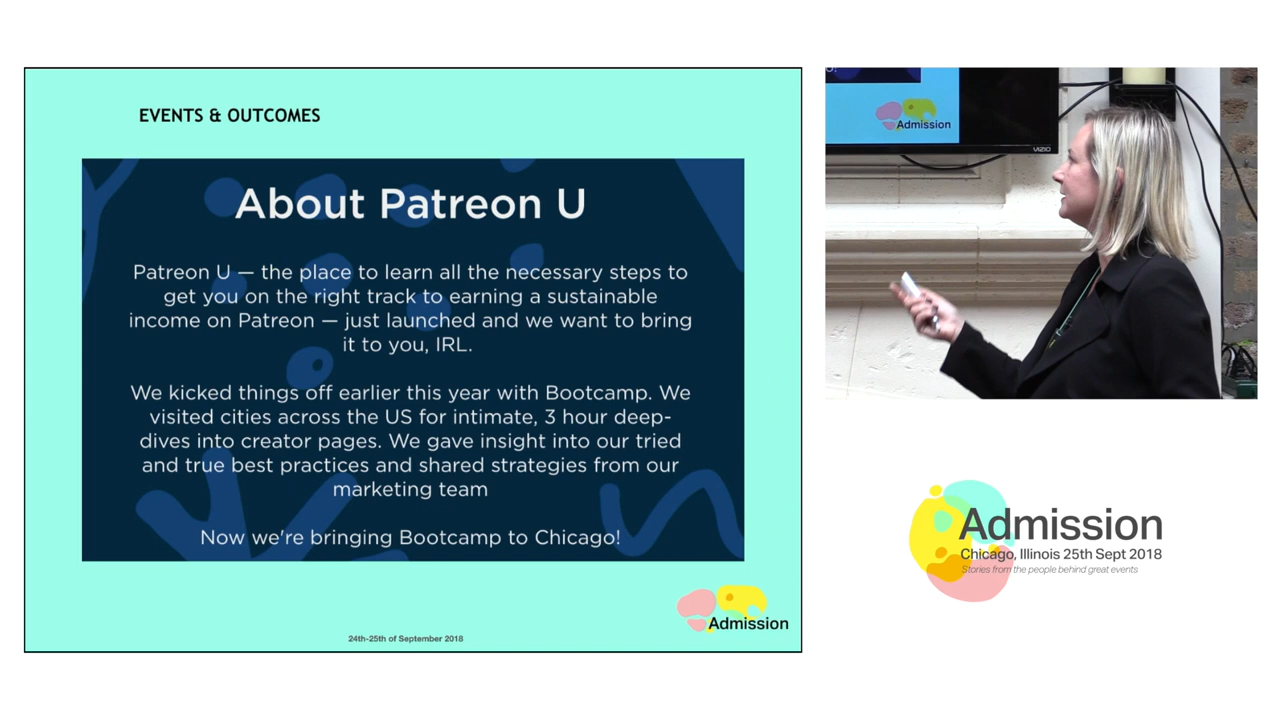 EVENTS & OUTCOMES
About Patreon U
Patreon U — the place to learn all the necessary steps to
get you on the right track to earning a sustainable
income on Patreon — just launched and we want to bring
it to you, IRL.
We kicked things off earlier this year with Bootcamp. We
visited cities across the US for intimate, 3 hour deep-
dives into creator pages. We gave insight into our tried
and true best practices and shared strategies from our
marketing team
Now we're bringing Bootcamp to Chicago!
Admission
24th-25th of September 2018
Admission
VIZIO
Admission
Chicago, Illinois 25th Sept 2018
Stories from the people behind great events